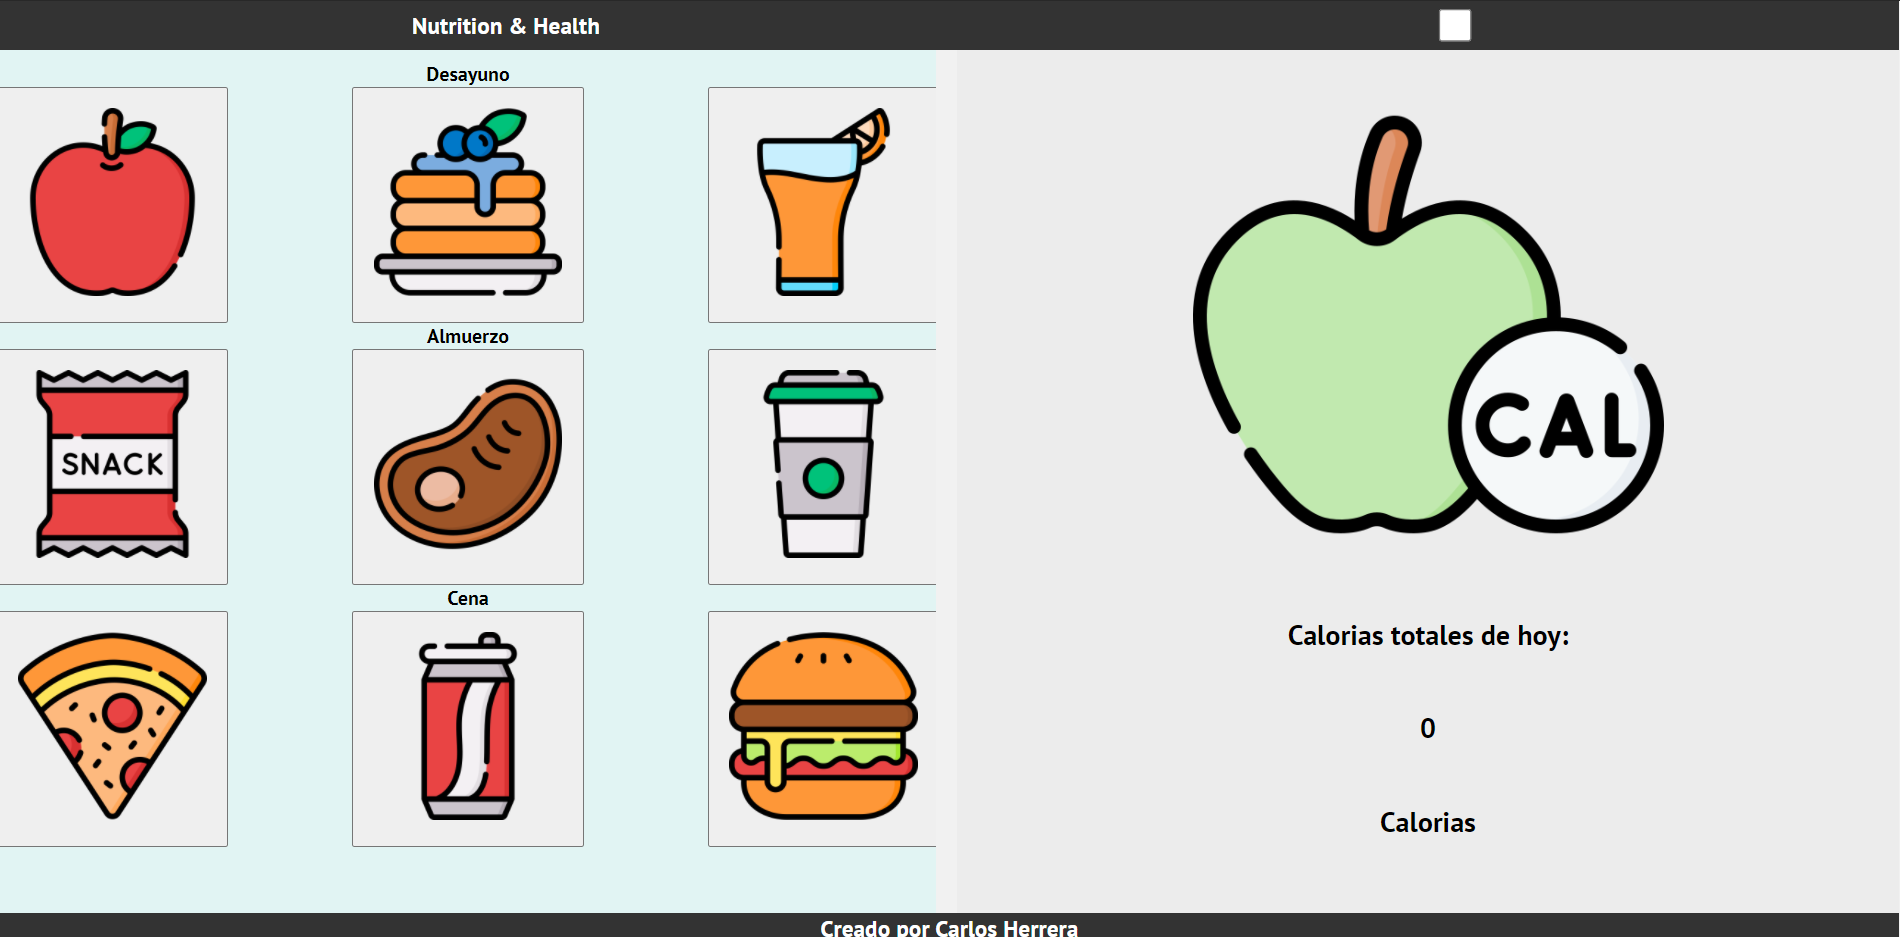 Nutrition & Health
Desayuno
Almuerzo
SNACK
Cena
CAL
Calorias totales de hoy:
0
Calorias
Creado por Carlos Herrera